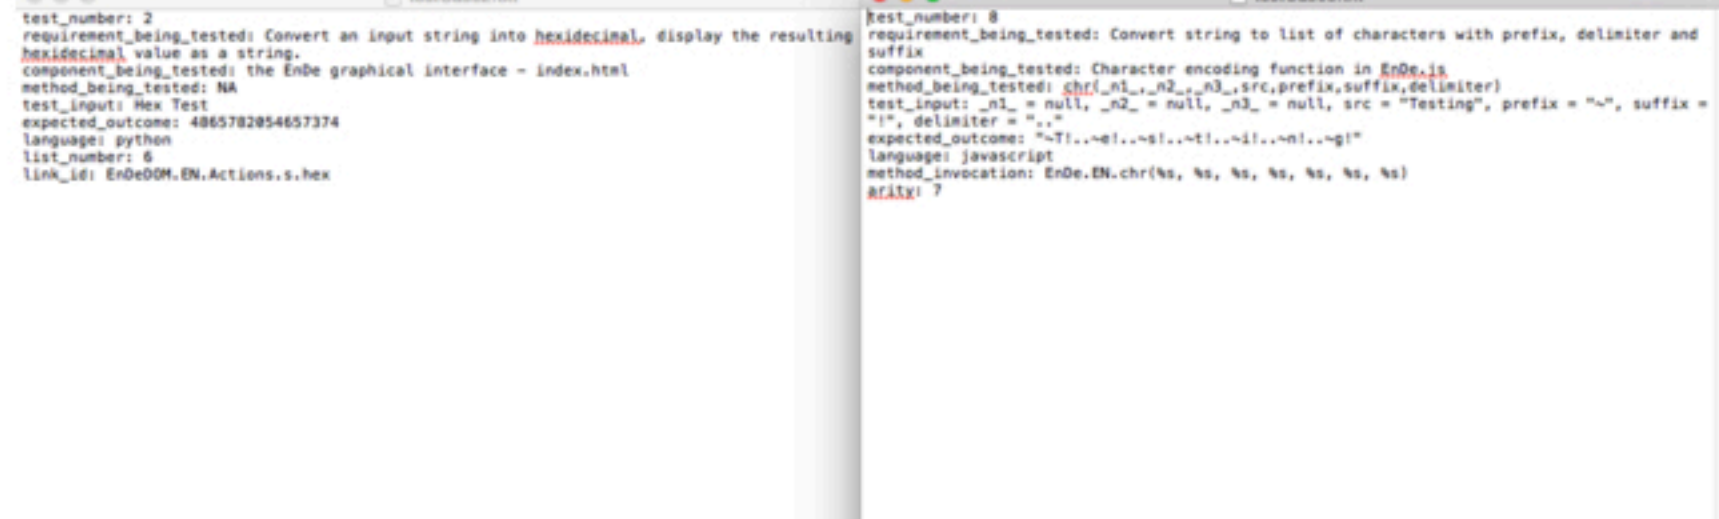 test_number: 2
requirement_being_tested: Convert an input string into hexidecimal, display the resulting
hexidecimal value as a string.
component_being_tested: the EnDe graphical interface - index.html
method_being_tested: NA
test_input: Hex Test
expected_outcome: 4865782054657374
language: python
list_number: 6
link_id: EnDeDOM.EN.Actions.s.hex
test_number: 8
requirement_being_tested: Convert string to list of characters with prefix, delimiter and
suffix
component_being_tested: Character encoding function in EnDe.js
method_being_tested: chr(_n1_,_n2_,_n3_,src,prefix,suffix,delimiter)
test_input: _n1_ = null, _n2_ = null, _n3_ = null, src = "Testing", prefix = "~", suffix =
"!", delimiter = ".."
expected_outcome: "~T!..~e!..~s!..~t!..~i!..~n!..~g!"
language: javascript
method_invocation: EnDe.EN.chr(%s, %s, %s, %s, %s, %s, %s)
arity: 7